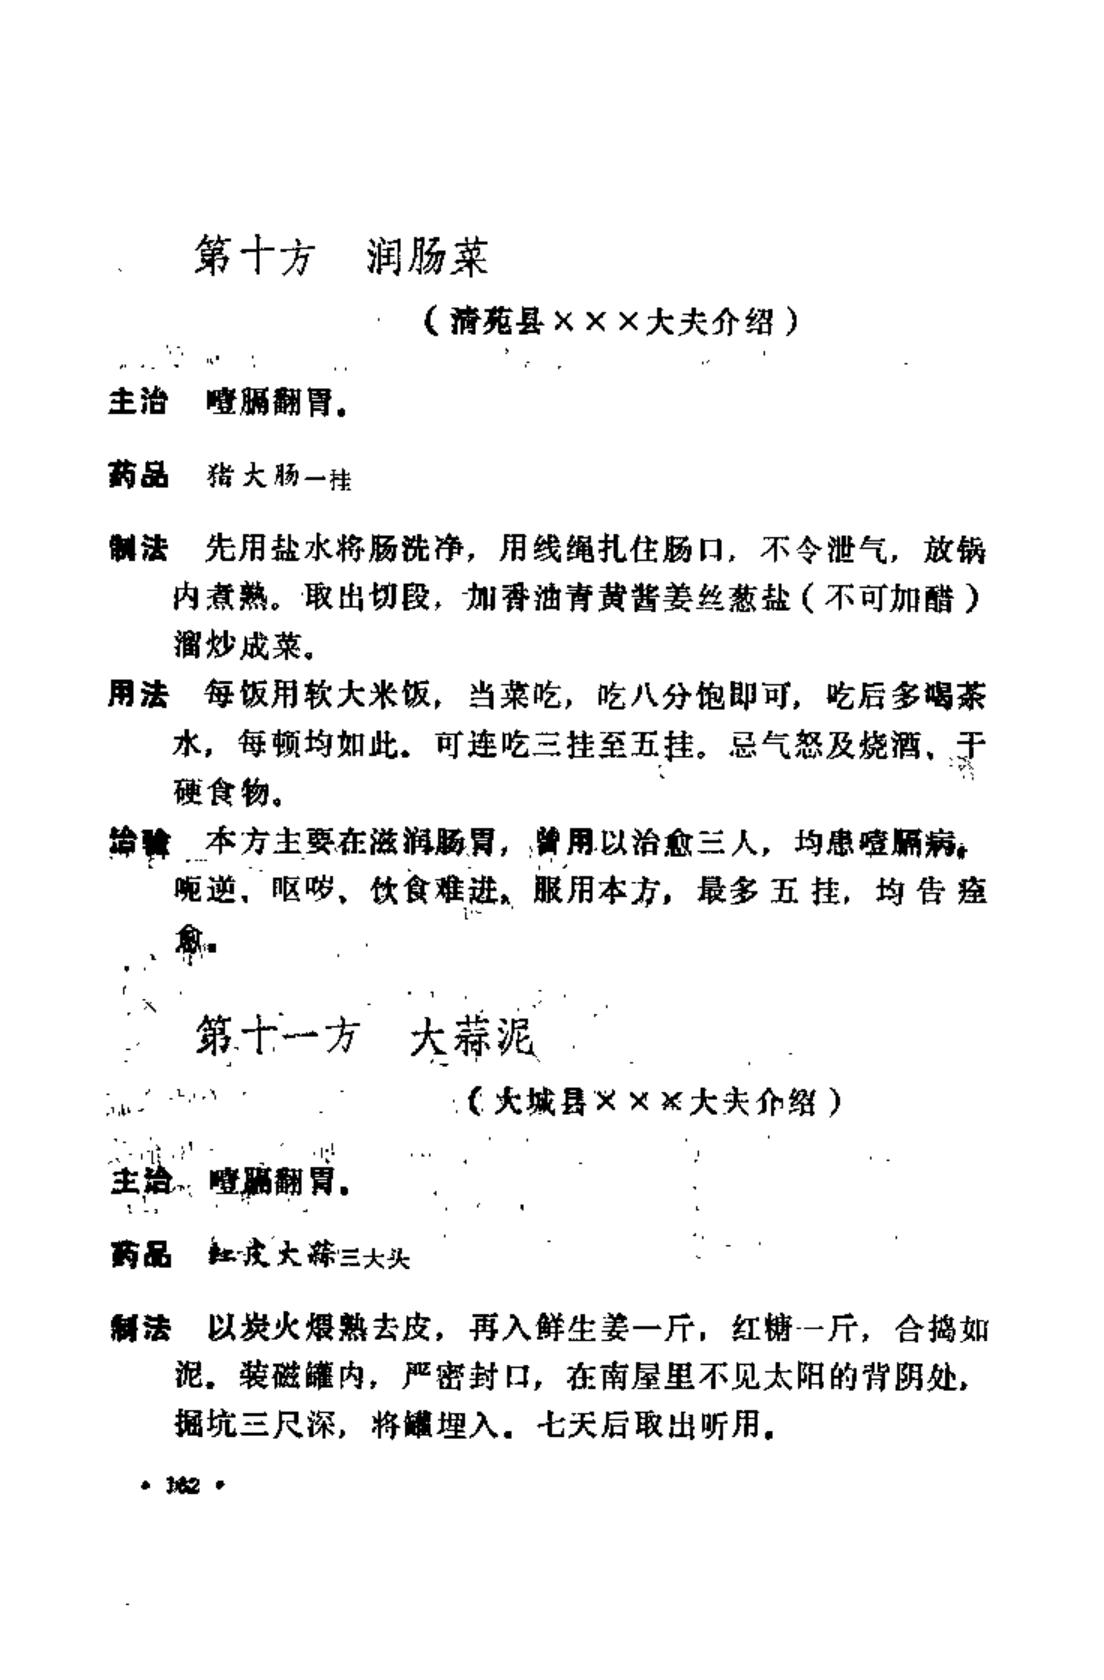 第十方　润肠菜
（清苑县×××大夫介绍）
主治　噎膈翻胃。
药品　猪大肠一挂
制法　先用盐水将肠洗净，用线绳扎住肠口，不令泄气，放锅
内煮熟。取出切段，加香油青黄酱姜丝葱盐（不可加醋）
溜炒成菜。
用法　每饭用软大米饭，当菜吃，吃八分饱即可，吃后多喝茶
水，每顿均如此。可连吃三挂至五挂。忌气怒及烧酒、干
硬食物。
治验　本方主要在滋润肠胃，曾用以治愈三人，均患噎膈病。
呃逆、呕哕、饮食难进。服用本方，最多五挂，均告痊
愈。
第十一方　大蒜泥
（大城县×××大夫介绍）
主治　噎膈翻胃。
药品　红皮大蒜三大头
制法　以炭火煨熟去皮，再入鲜生姜一斤，红糖一斤，合捣如
泥。装磁罐内，严密封口，在南屋里不见太阳的背阴处，
掘坑三尺深，将罐埋入。七天后取出听用。
• 162 •